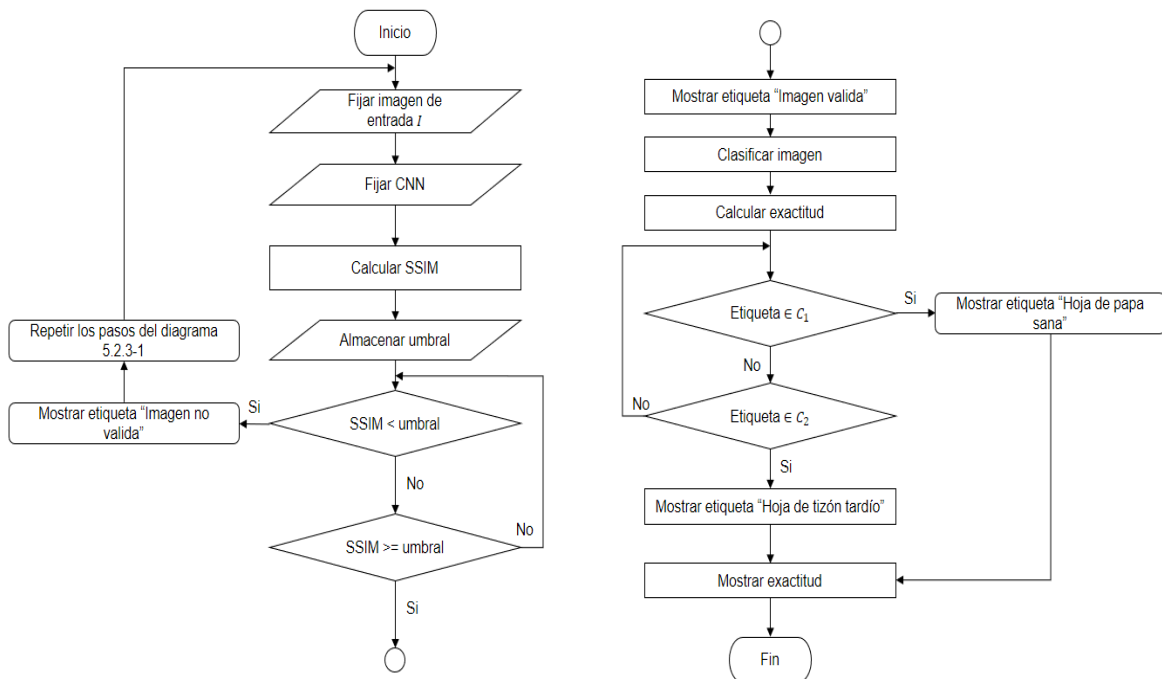 Inicio
Fijar imagen de
entrada I
Fijar CNN
Calcular SSIM
Almacenar umbral
SSIM < umbral
Si
Mostrar etiqueta “Imagen no
valida”
Repetir los pasos del diagrama
5.2.3-1
No
SSIM >= umbral
No
Si
Mostrar etiqueta “Imagen valida”
Clasificar imagen
Calcular exactitud
Etiqueta ∈ C₁
Si
Mostrar etiqueta “Hoja de papa
sana”
No
Etiqueta ∈ C₂
No
Si
Mostrar etiqueta “Hoja de tizón tardío”
Mostrar exactitud
Fin